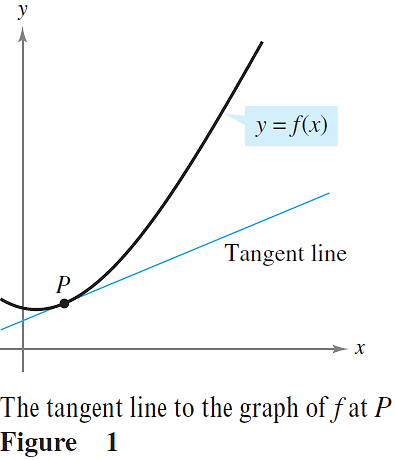 y
y = f(x)
Tangent line
P
x
The tangent line to the graph of f at P
Figure 1